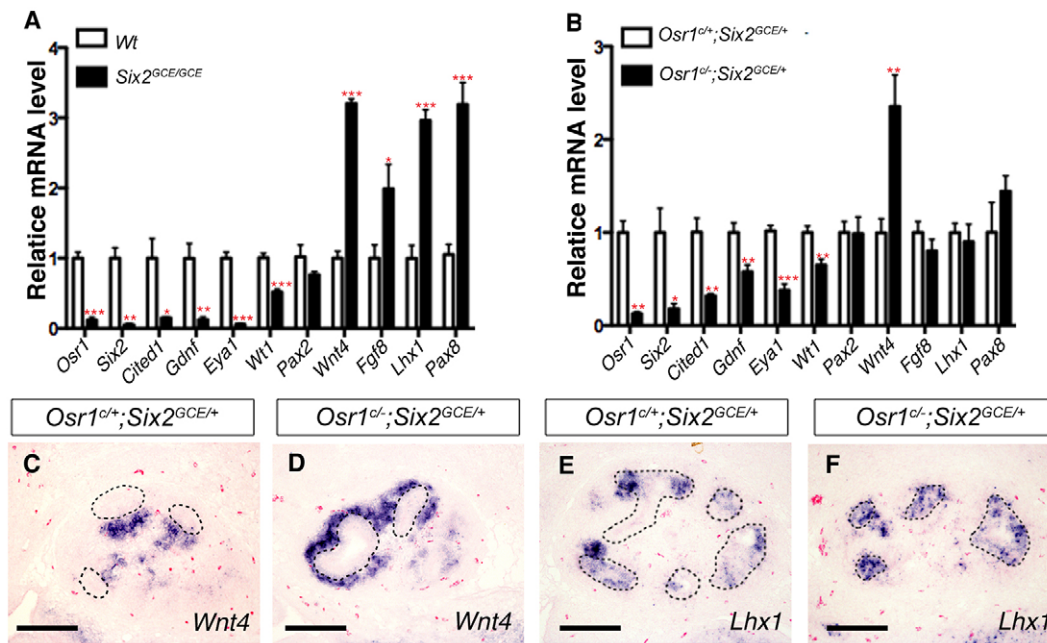 A
Wt
Six2GCE/GCE
Relatice mRNA level
4
3
2
1
0
***
**
*
**
***
***
***
*
***
***
Osr1
Six2
Cited1
Gdnf
Eya1
Wt1
Pax2
Wnt4
Fgf8
Lhx1
Pax8
B
Osr1c/+;Six2GCE/+
Osr1c/-;Six2GCE/+
Relatice mRNA level
3
2
1
0
**
*
**
**
***
**
**
Osr1
Six2
Cited1
Gdnf
Eya1
Wt1
Pax2
Wnt4
Fgf8
Lhx1
Pax8
Osr1c/+;Six2GCE/+
Osr1c/-;Six2GCE/+
Osr1c/+;Six2GCE/+
Osr1c/-;Six2GCE/+
C
Wnt4
D
Wnt4
E
Lhx1
F
Lhx1